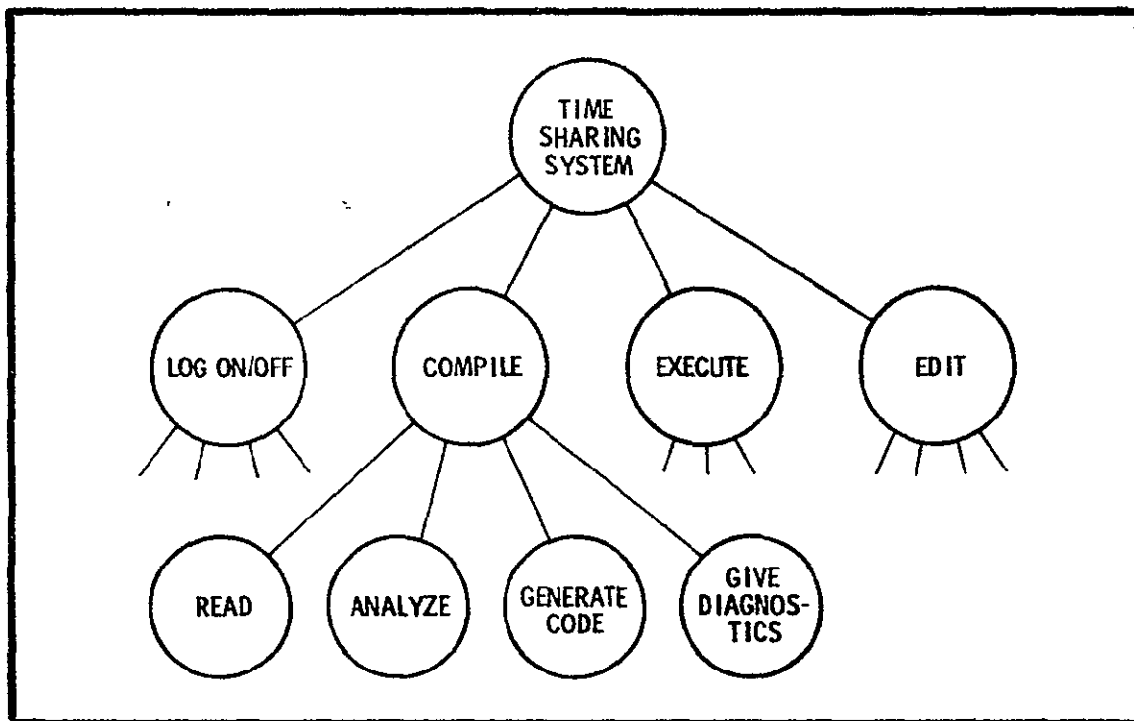 TIME
SHARING
SYSTEM
LOG ON/OFF
COMPILE
EXECUTE
EDIT
READ
ANALYZE
GENERATE
CODE
GIVE
DIAGNOS-
TICS